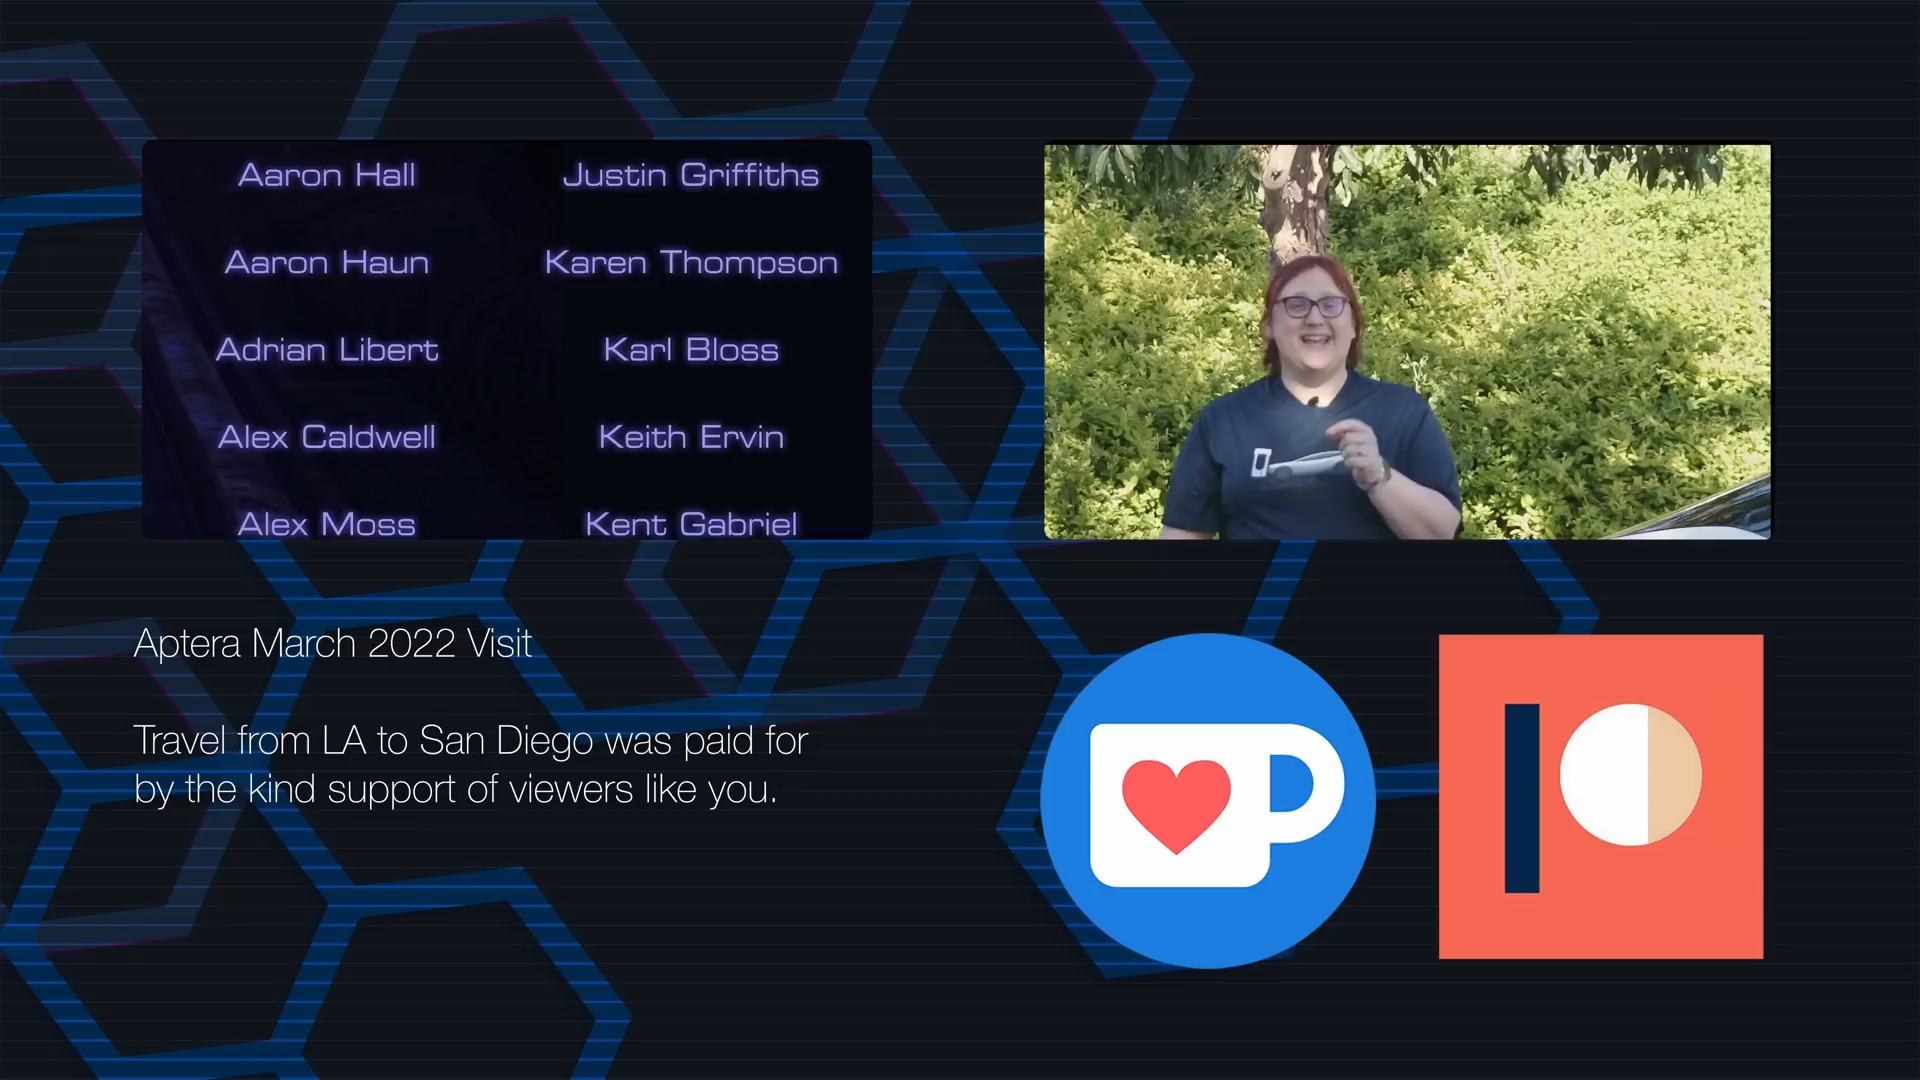 Aaron Hall Justin Griffiths
Aaron Haun Karen Thompson
Adrian Libert Karl Bloss
Alex Caldwell Keith Ervin
Alex Moss Kent Gabriel
Aptera March 2022 Visit
Travel from LA to San Diego was paid for
by the kind support of viewers like you.